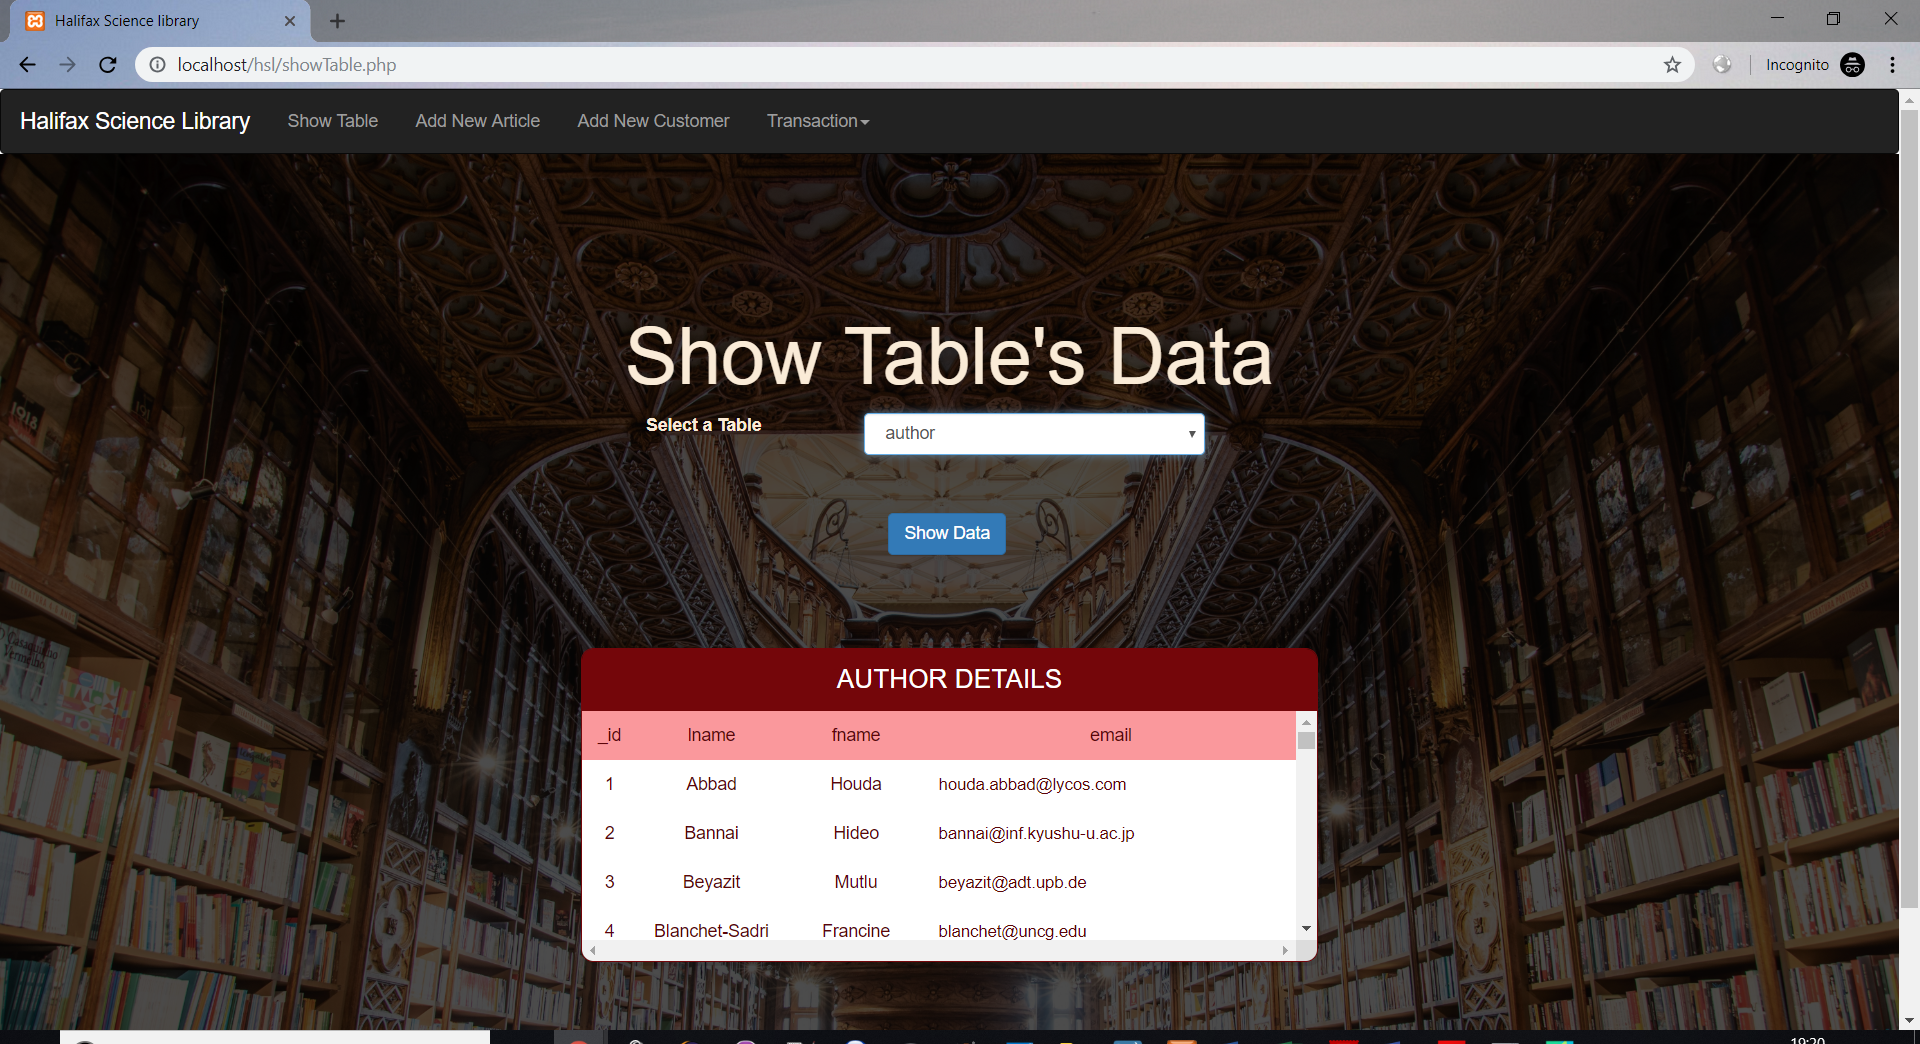 Halifax Science library
localhost/hsl/showTable.php
Incognito
Halifax Science Library Show Table Add New Article Add New Customer Transaction
Show Table's Data
Select a Table author
Show Data
AUTHOR DETAILS
_id lname fname email
1 Abbad Houda houda.abbad@lycos.com
2 Bannai Hideo bannai@inf.kyushu-u.ac.jp
3 Beyazit Mutlu beyazit@adt.upb.de
4 Blanchet-Sadri Francine blanchet@uncg.edu
19:20